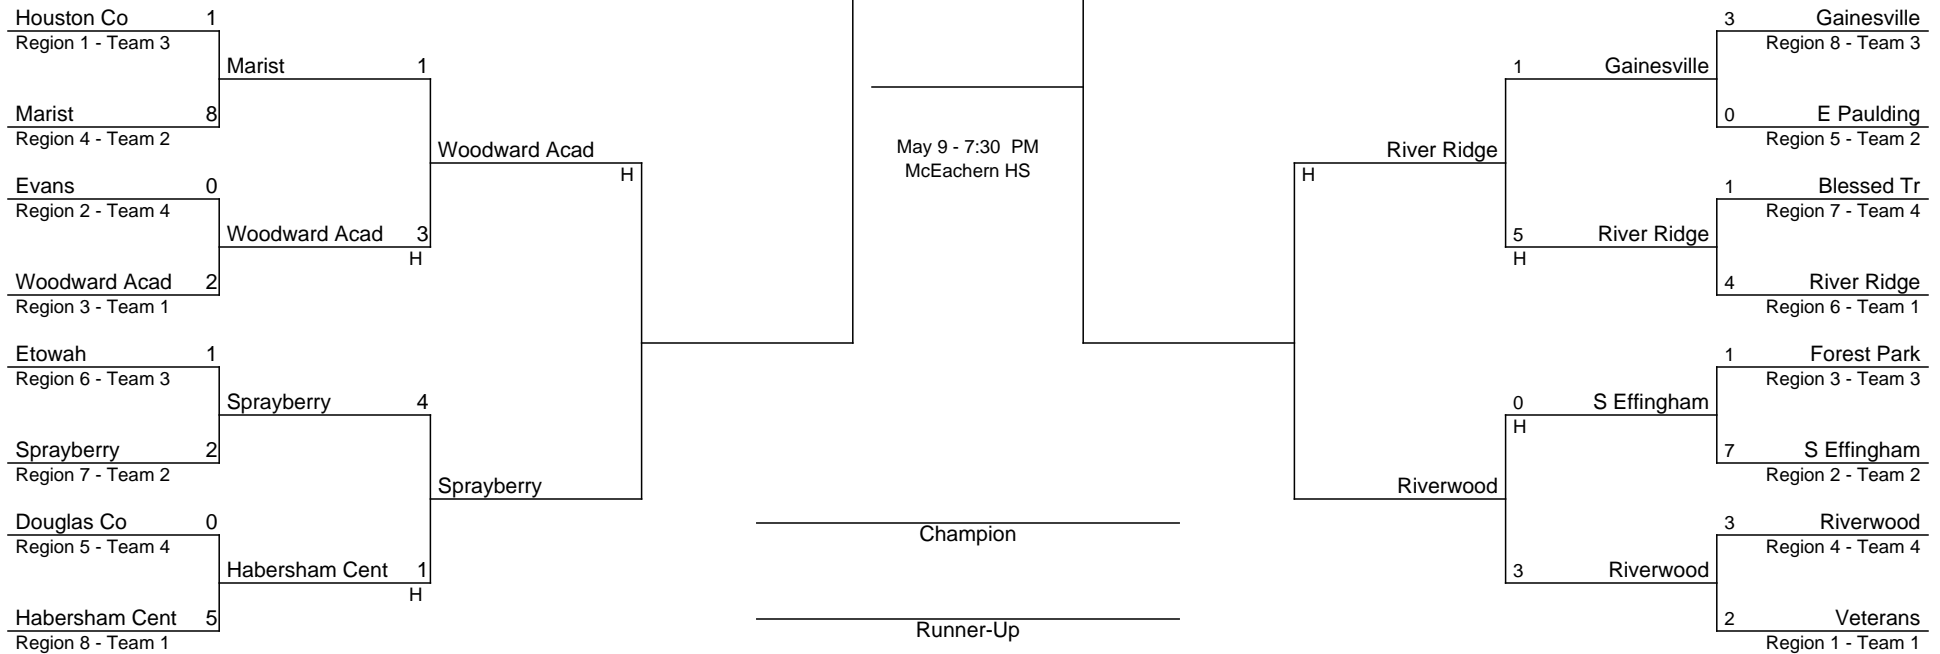 Houston Co 1
Region 1 - Team 3
Marist 8
Region 4 - Team 2
Evans 0
Region 2 - Team 4
Woodward Acad 2
Region 3 - Team 1
Etowah 1
Region 6 - Team 3
Sprayberry 2
Region 7 - Team 2
Douglas Co 0
Region 5 - Team 4
Habersham Cent 5
Region 8 - Team 1
Marist 1
Woodward Acad 3
H
Sprayberry 4
Habersham Cent 1
H
Woodward Acad
H
Sprayberry
May 9 - 7:30 PM
McEachern HS
Champion
Runner-Up
River Ridge
H
Riverwood
1 Gainesville
5 River Ridge
H
0 S Effingham
H
3 Riverwood
3 Gainesville
Region 8 - Team 3
0 E Paulding
Region 5 - Team 2
1 Blessed Tr
Region 7 - Team 4
4 River Ridge
Region 6 - Team 1
1 Forest Park
Region 3 - Team 3
7 S Effingham
Region 2 - Team 2
3 Riverwood
Region 4 - Team 4
2 Veterans
Region 1 - Team 1